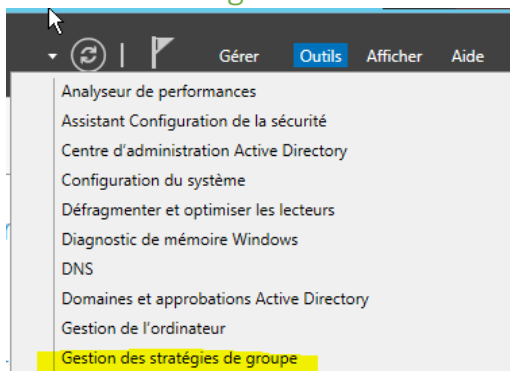 Gérer Outils Afficher Aide
Analyseur de performances
Assistant Configuration de la sécurité
Centre d'administration Active Directory
Configuration du système
Défragmenter et optimiser les lecteurs
Diagnostic de mémoire Windows
DNS
Domaines et approbations Active Directory
Gestion de l'ordinateur
Gestion des stratégies de groupe